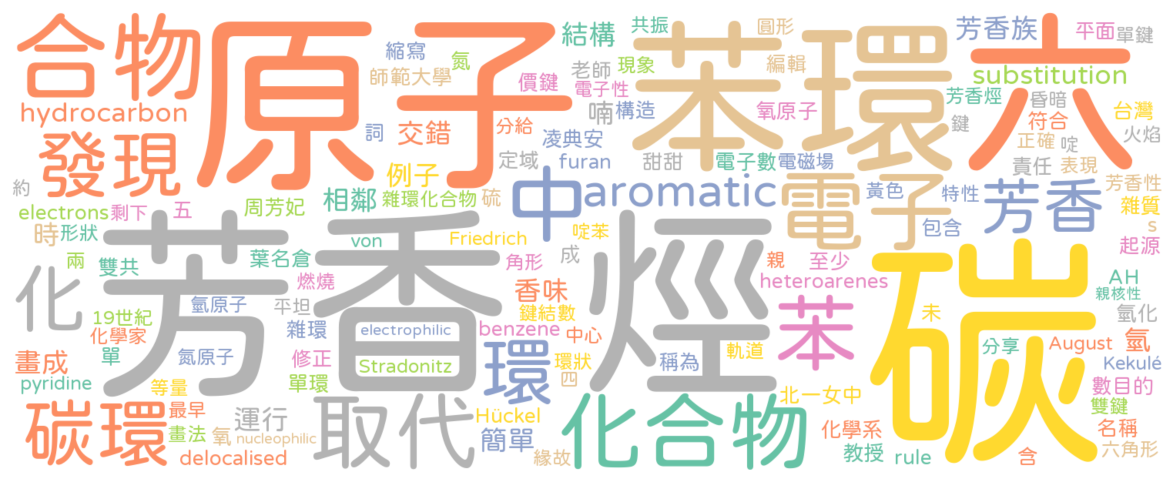 合物
原子
苯環
六
縮寫
氮
結構
共振
圓形
芳香族
平面
單鍵
師範大學
價鍵
老師
現象
編輯
substitution
hydrocarbon
電子性
芳香烴
昏暗
台灣
發現
詞
交錯
分給
喃
構造
氧原子
鍵
符合
火焰
凌典安
正確
啶
定域
furan
甜甜
電子數
電磁場
責任
表現
約
例子
中
aromatic
電子
黃色
特性
芳香
芳香性
雜質
electrons
剩下
五
相鄰
雜環化合物
硫
包含
s
時
形狀
周芳妃
von
Friedrich
啶苯
親
至少
起源
兩
雙共
葉名倉
角形
成
heteroarenes
AH
親核性
化
芳香烴
碳
燃燒
香味
苯
氫原子
平坦
鍵結數
未
氫化
19世紀
化學家
雜環
electrophilic
benzene
中心
分享
August
氫
畫成
單
氮原子
修正
Stradonitz
環
環狀
稱為
軌道
Kekulé
pyridine
等量
單環
四
北一女中
數目的
雙鍵
碳環
最早
運行
取代
Hückel
化合物
化學系
名稱
畫法
氧
nucleophilic
簡單
教授
六角形
delocalised
緣故
rule
含